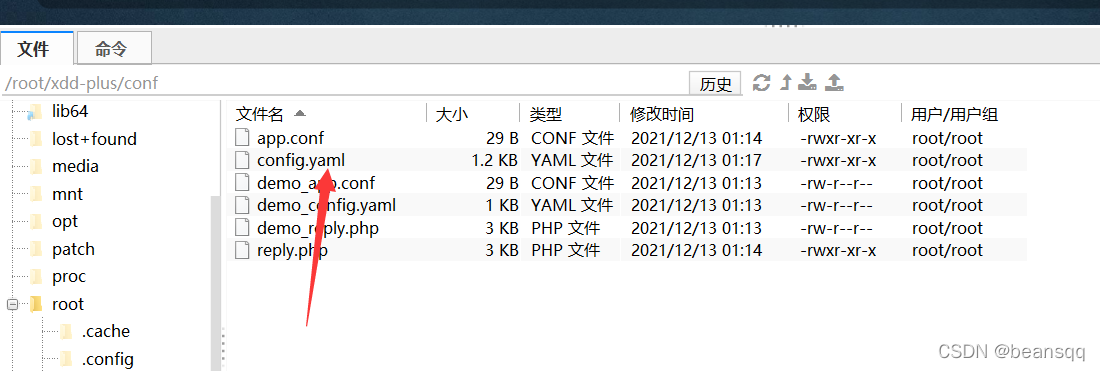 文件 命令
/root/xdd-plus/conf 历史
lib64
lost+found
media
mnt
opt
patch
proc
root
.cache
.config
文件名 大小 类型 修改时间 权限 用户/用户组
app.conf 29 B CONF 文件 2021/12/13 01:14 -rwxr-xr-x root/root
config.yaml 1.2 KB YAML 文件 2021/12/13 01:17 -rwxr-xr-x root/root
demo_app.conf 29 B CONF 文件 2021/12/13 01:13 -rw-r--r-- root/root
demo_config.yaml 1 KB YAML 文件 2021/12/13 01:13 -rw-r--r-- root/root
demo_reply.php 3 KB PHP 文件 2021/12/13 01:13 -rw-r--r-- root/root
reply.php 3 KB PHP 文件 2021/12/13 01:14 -rwxr-xr-x root/root
CSDN @beansqq